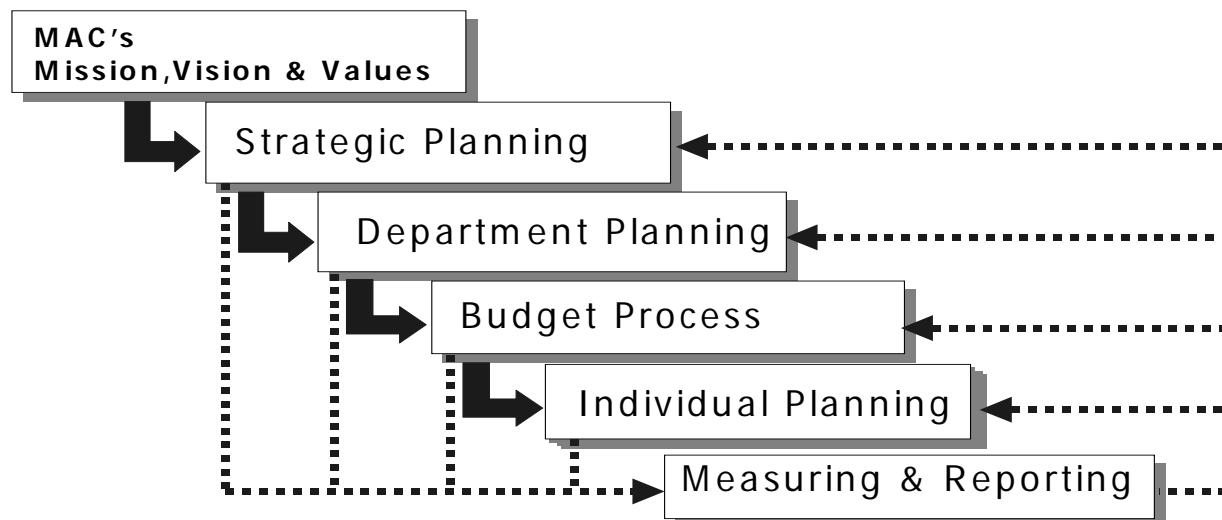 MAC's
Mission,Vision & Values
Strategic Planning
Department Planning
Budget Process
Individual Planning
Measuring & Reporting